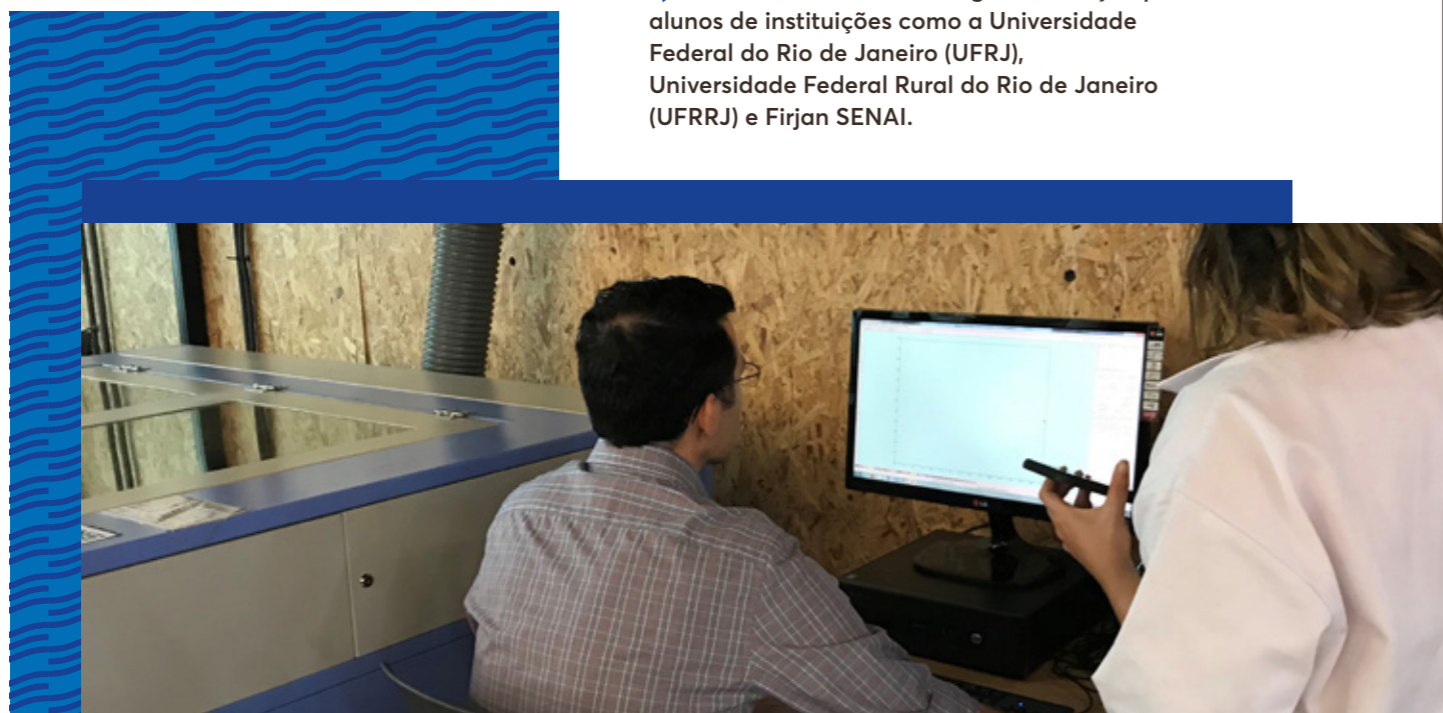 alunos de instituições como a Universidade
Federal do Rio de Janeiro (UFRJ),
Universidade Federal Rural do Rio de Janeiro
(UFRRJ) e Firjan SENAI.